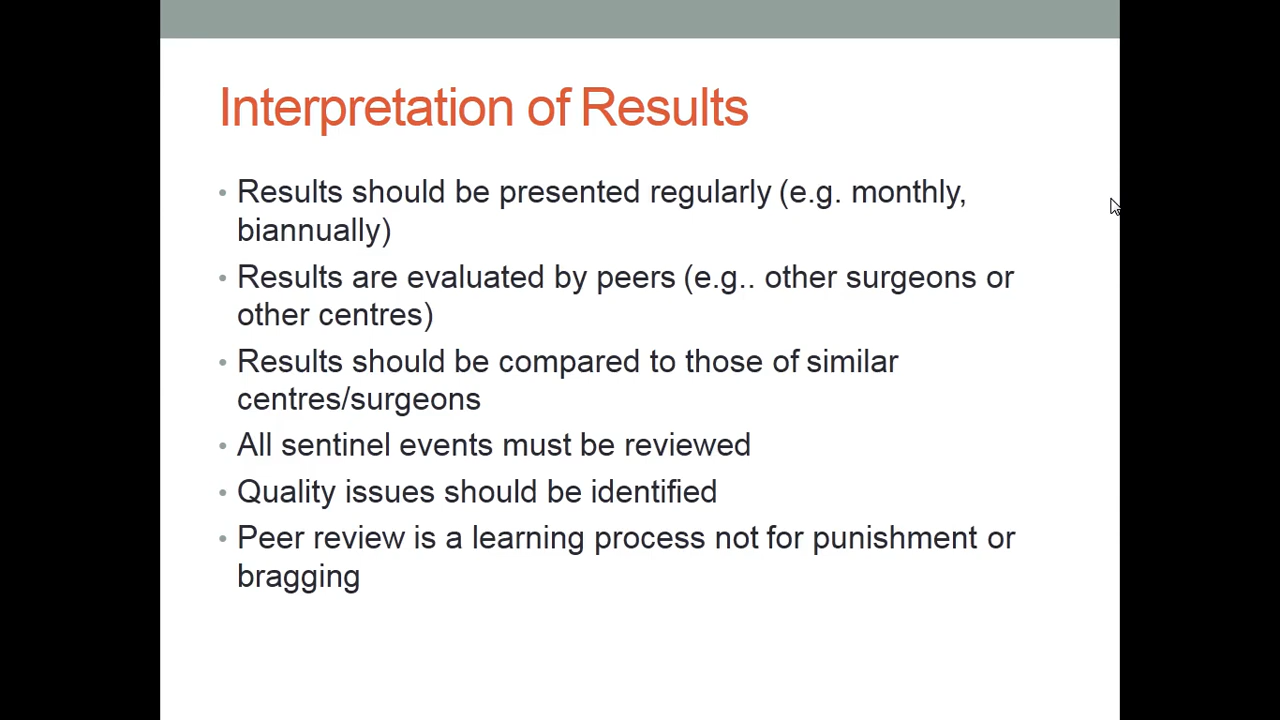 Interpretation of Results
• Results should be presented regularly (e.g. monthly,
biannually)
• Results are evaluated by peers (e.g.. other surgeons or
other centres)
• Results should be compared to those of similar
centres/surgeons
• All sentinel events must be reviewed
• Quality issues should be identified
• Peer review is a learning process not for punishment or
bragging